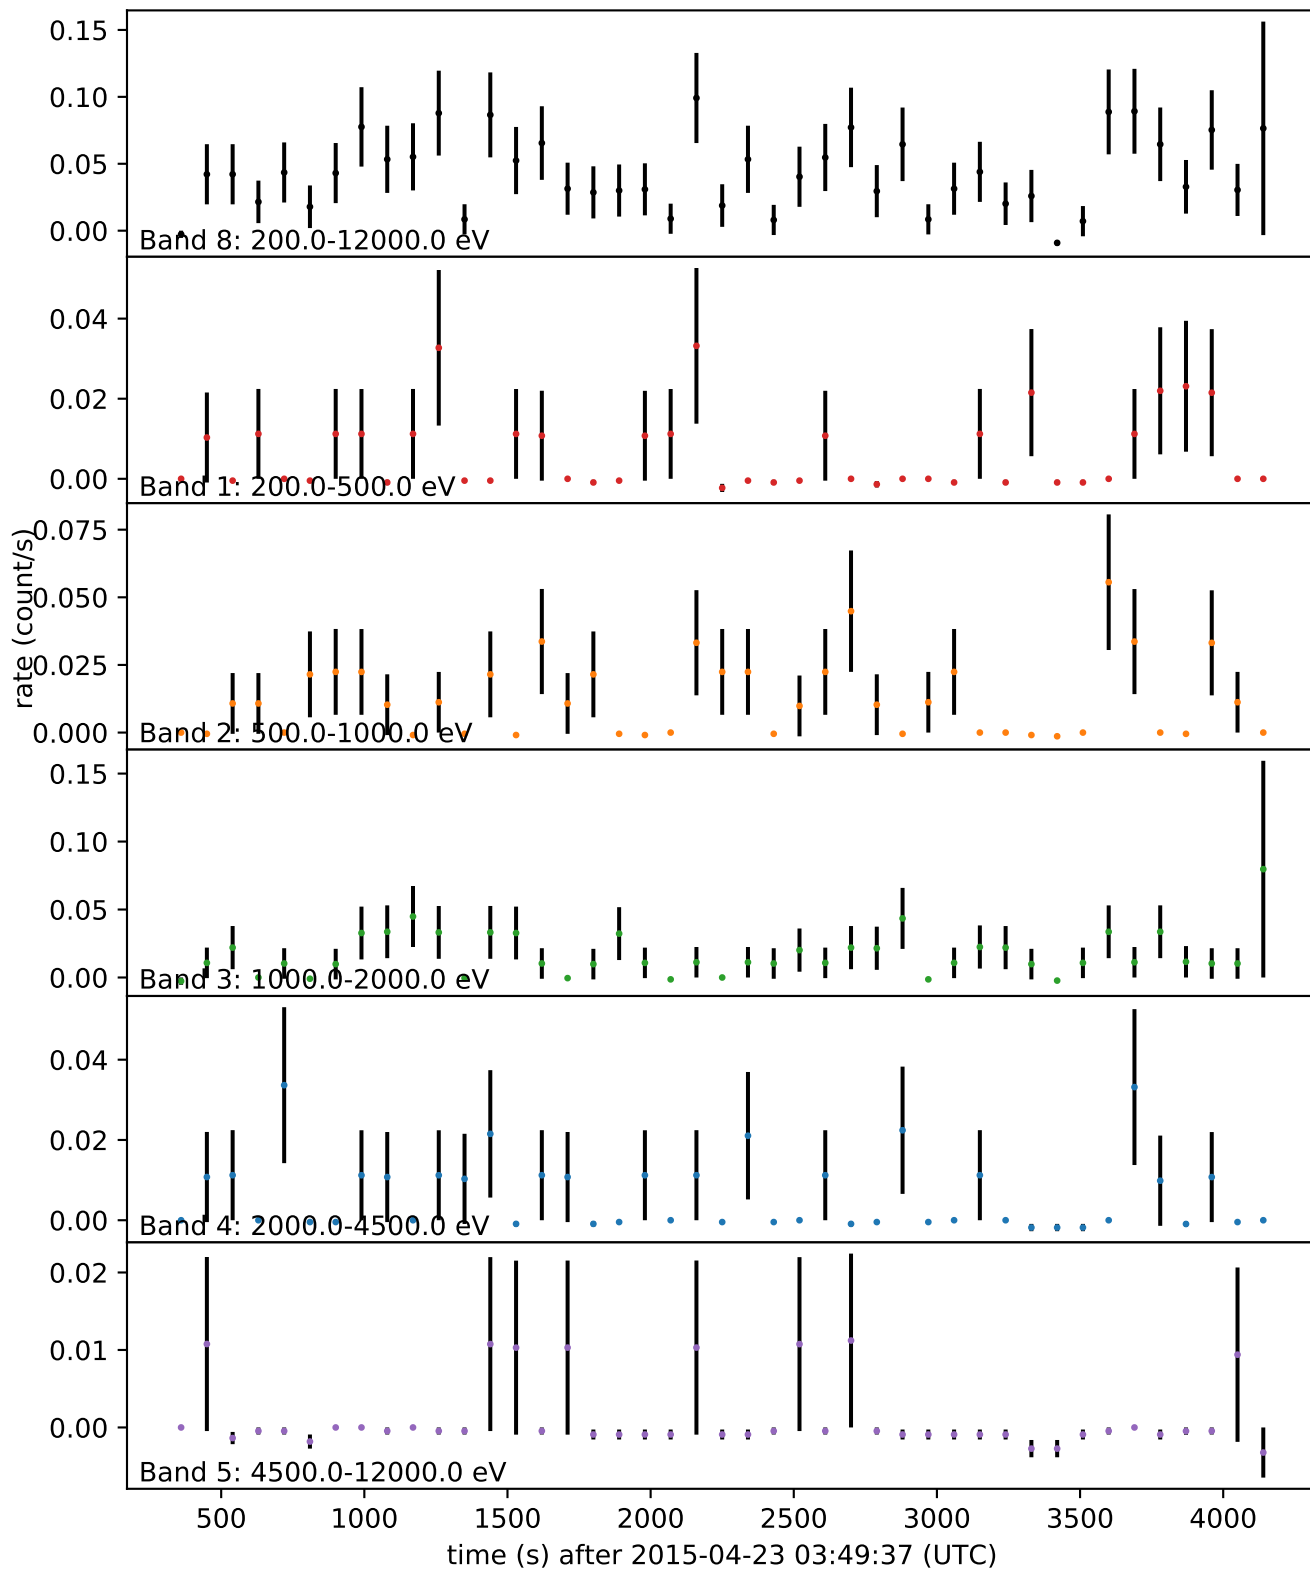 0.15
0.10
0.05
0.00
Band 8: 200.0-12000.0 eV
0.04
0.02
0.00
Band 1: 200.0-500.0 eV
rate (count/s)
0.075
0.050
0.025
0.000
Band 2: 500.0-1000.0 eV
0.15
0.10
0.05
0.00
Band 3: 1000.0-2000.0 eV
0.04
0.02
0.00
Band 4: 2000.0-4500.0 eV
0.02
0.01
0.00
Band 5: 4500.0-12000.0 eV
500 1000 1500 2000 2500 3000 3500 4000
time (s) after 2015-04-23 03:49:37 (UTC)